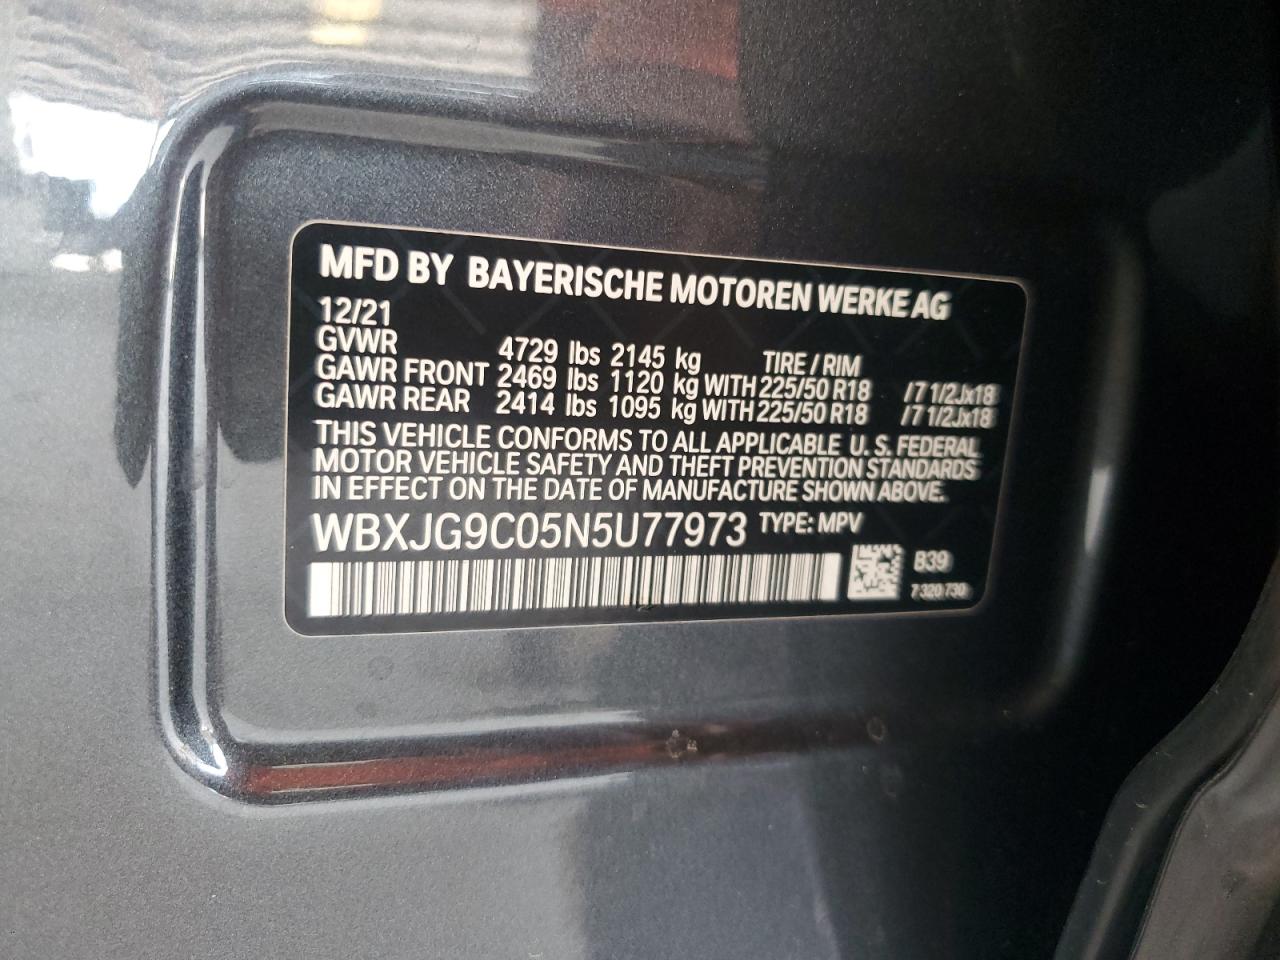 MFD BY BAYERISCHE MOTOREN WERKE AG
12/21
GVWR 4729 lbs 2145 kg TIRE / RIM
GAWR FRONT 2469 lbs 1120 kg WITH 225/50 R18 /7 1/2Jx18
GAWR REAR 2414 lbs 1095 kg WITH 225/50 R18 /7 1/2Jx18
THIS VEHICLE CONFORMS TO ALL APPLICABLE U. S. FEDERAL
MOTOR VEHICLE SAFETY AND THEFT PREVENTION STANDARDS
IN EFFECT ON THE DATE OF MANUFACTURE SHOWN ABOVE.
WBXJG9C05N5U77973 TYPE: MPV
B39
7 320 730